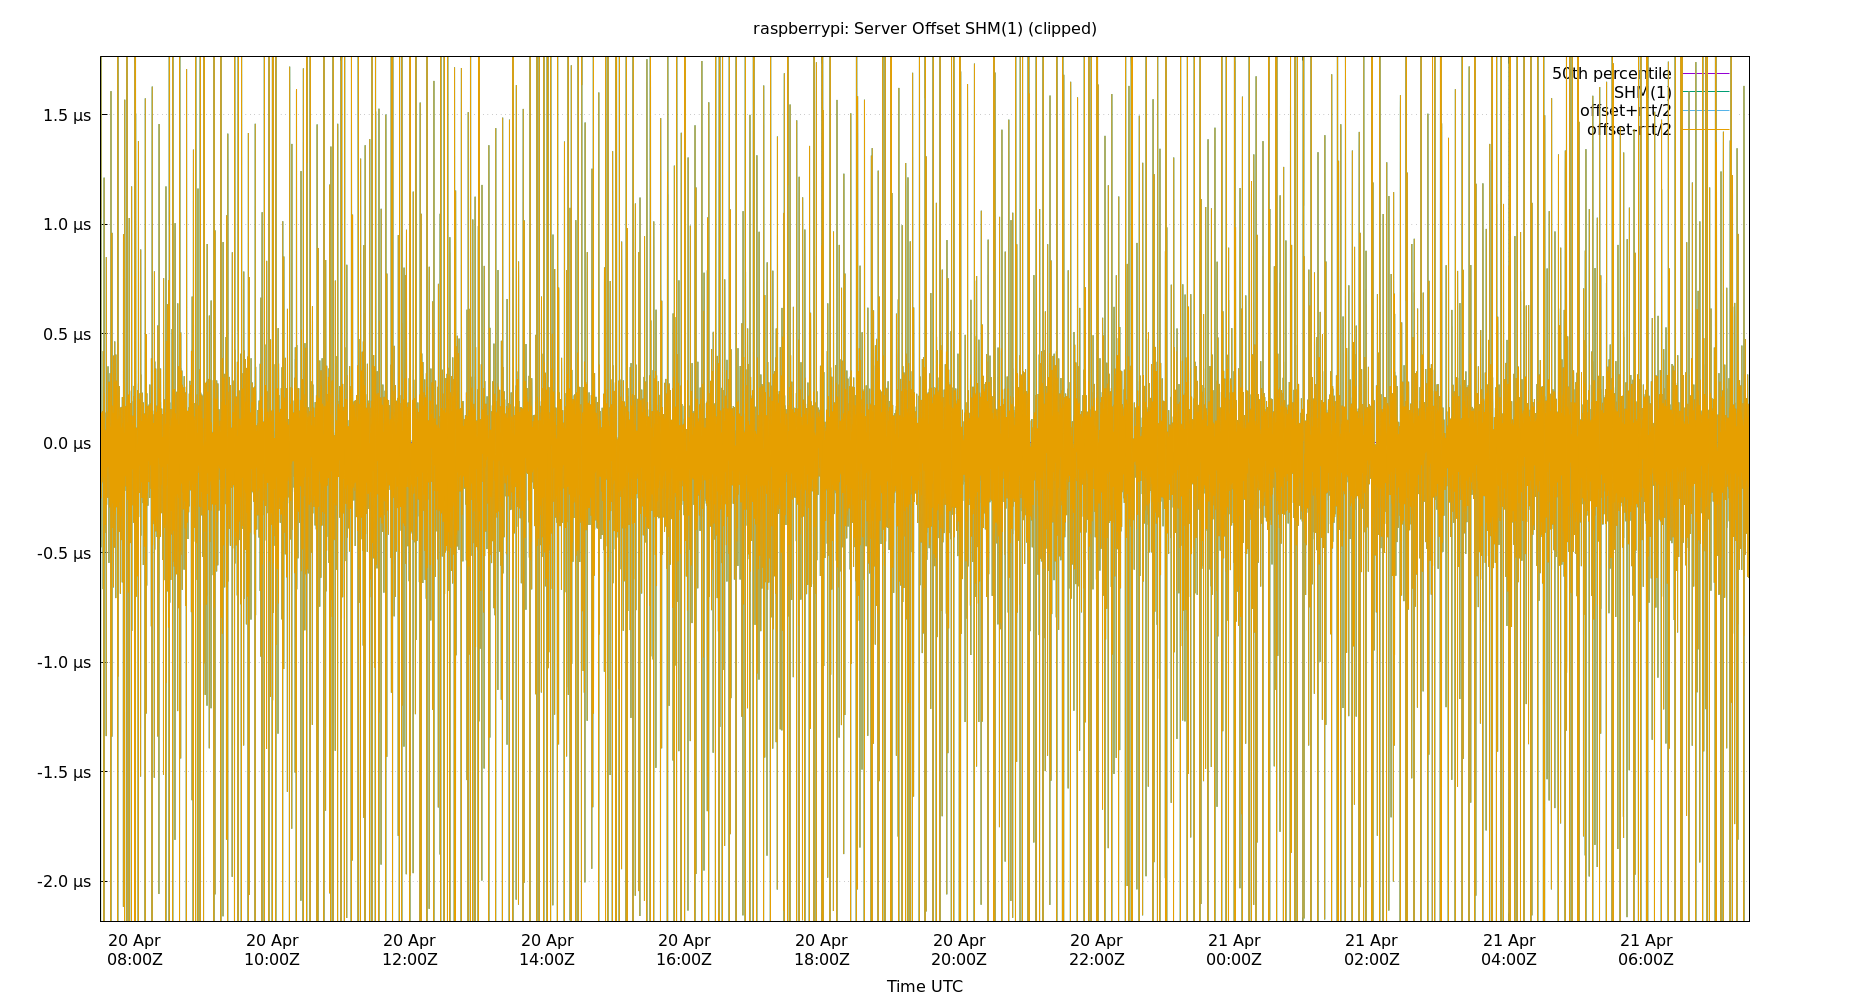 raspberrypi: Server Offset SHM(1) (clipped)
50th percentile
SHM(1)
offset+rtt/2
offset-rtt/2
1.5 µs
1.0 µs
0.5 µs
0.0 µs
-0.5 µs
-1.0 µs
-1.5 µs
-2.0 µs
20 Apr 20 Apr 20 Apr 20 Apr 20 Apr 20 Apr 20 Apr 20 Apr 21 Apr 21 Apr 21 Apr 21 Apr
08:00Z 10:00Z 12:00Z 14:00Z 16:00Z 18:00Z 20:00Z 22:00Z 00:00Z 02:00Z 04:00Z 06:00Z
Time UTC